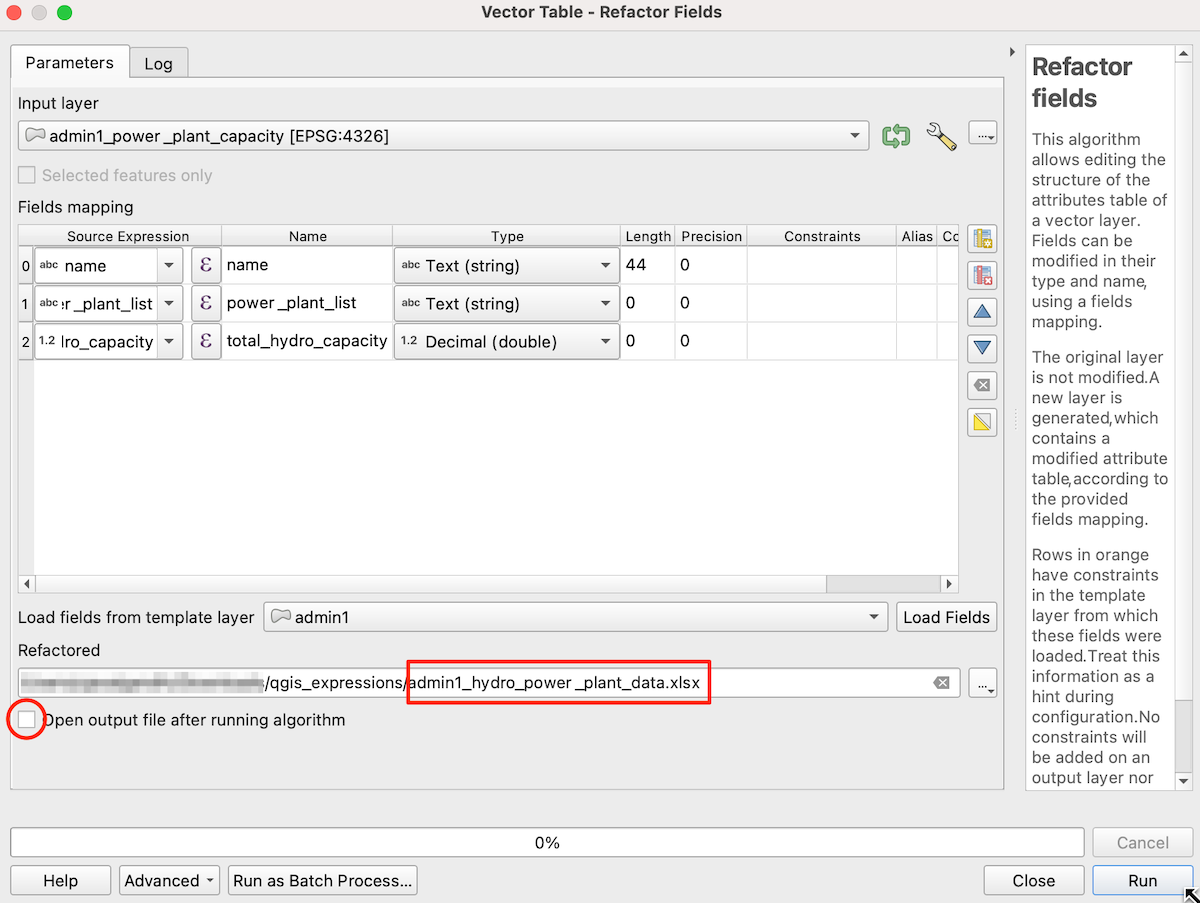 Vector Table - Refactor Fields
Parameters
Log
Input layer
admin1_power_plant_capacity [EPSG:4326]
...
Selected features only
Fields mapping
Source Expression Name Type Length Precision Constraints Alias Co
0 abc name ε name abc Text (string) 44 0
1 abc er_plant_list ε power_plant_list abc Text (string) 0 0
2 1.2 lro_capacity ε total_hydro_capacity 1.2 Decimal (double) 0 0
Load fields from template layer admin1 Load Fields
Refactored
/qgis_expressions/admin1_hydro_power_plant_data.xlsx
...
Open output file after running algorithm
0%
Cancel
Help Advanced Run as Batch Process... Close Run
Refactor
fields
This algorithm
allows editing the
structure of the
attributes table of
a vector layer.
Fields can be
modified in their
type and name,
using a fields
mapping.
The original layer
is not modified.A
new layer is
generated,which
contains a
modified attribute
table,according to
the provided
fields mapping.
Rows in orange
have constraints
in the template
layer from which
these fields were
loaded.Treat this
information as a
hint during
configuration.No
constraints will
be added on an
output layer nor